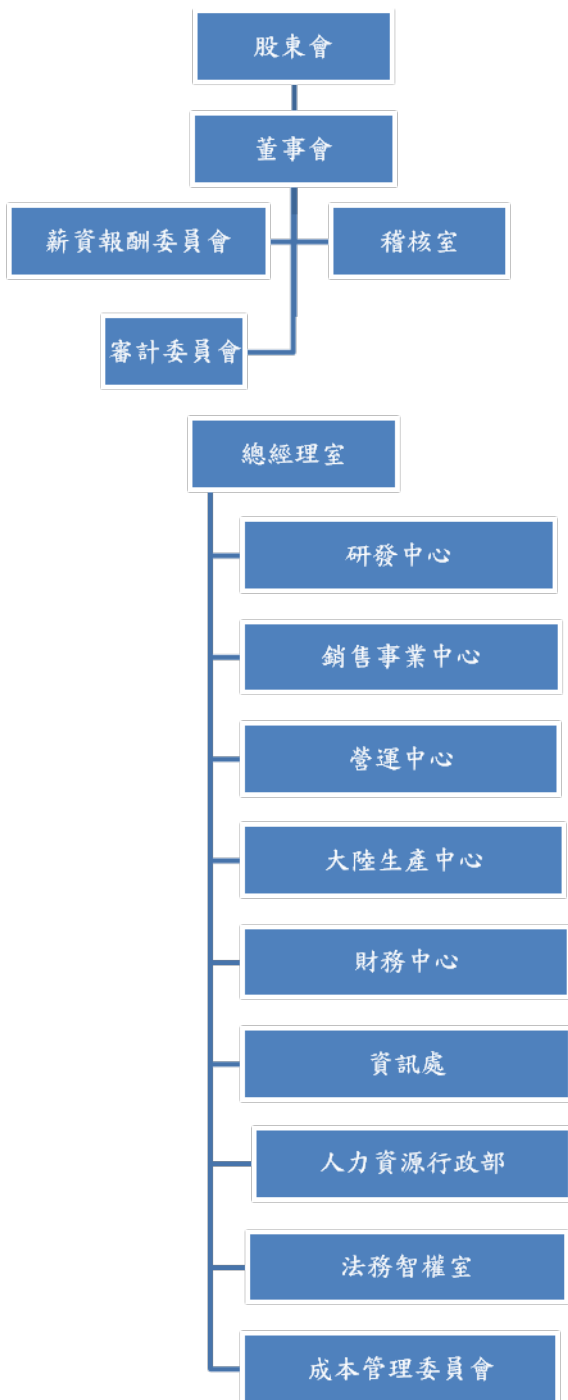 股東會
董事會
薪資報酬委員會
稽核室
審計委員會
總經理室
研發中心
銷售事業中心
營運中心
大陸生產中心
財務中心
資訊處
人力資源行政部
法務智權室
成本管理委員會